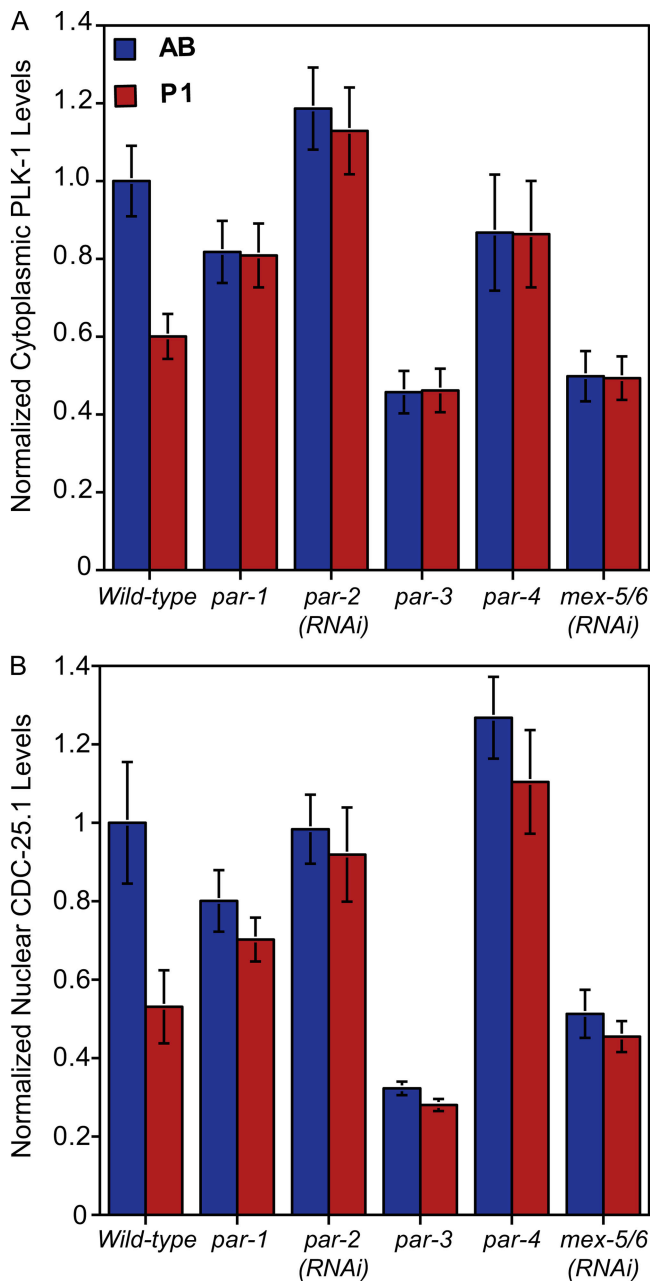 A
Normalized Cytoplasmic PLK-1 Levels
1.4
1.2
1.0
0.8
0.6
0.4
0.2
0
AB
P1
Wild-type par-1 par-2 par-3 par-4 mex-5/6
(RNAi) (RNAi)
B
Normalized Nuclear CDC-25.1 Levels
1.4
1.2
1
0.8
0.6
0.4
0.2
0
Wild-type par-1 par-2 par-3 par-4 mex-5/6
(RNAi) (RNAi)